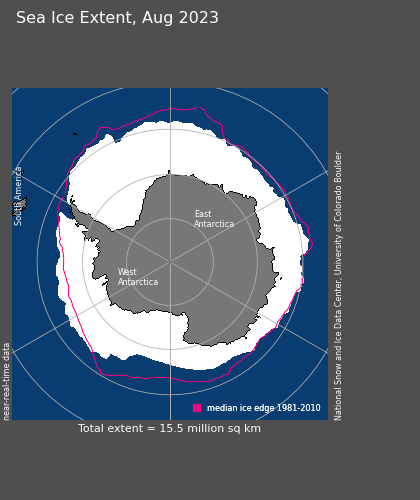 Sea Ice Extent, Aug 2023
South America
East
Antarctica
West
Antarctica
near-real-time data
National Snow and Ice Data Center, University of Colorado Boulder
median ice edge 1981-2010
Total extent = 15.5 million sq km